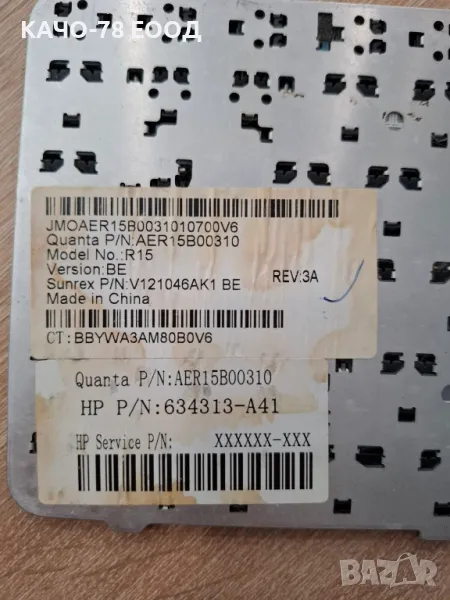 КАЧО-78 ЕООД
JMOAER15B0031010700V6
Quanta P/N:AER15B00310
Model No.:R15
Version:BE
Sunrex P/N:V121046AK1 BE
REV:3A
Made in China
CT:BBYWA3AM80B0V6
Quanta P/N:AER15B00310
HP P/N:634313-A41
HP Service P/N: XXXXXX-XXX
BAZAR